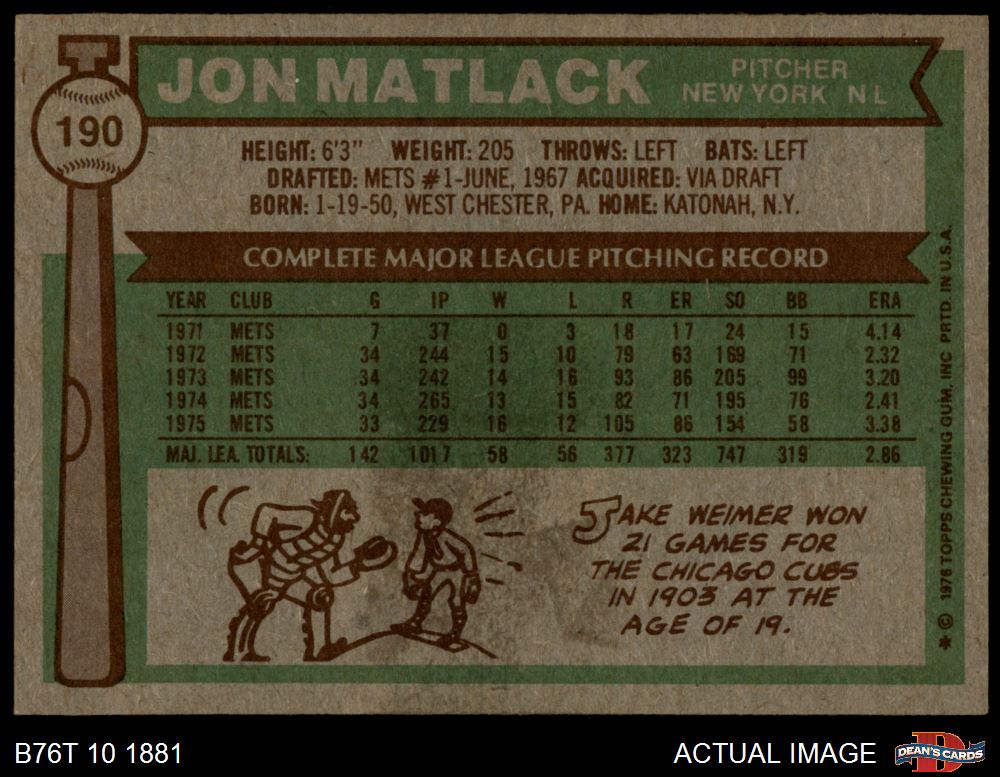 190
JON MATLACK
PITCHER
NEW YORK N L
HEIGHT: 6'3" WEIGHT: 205 THROWS: LEFT BATS: LEFT
DRAFTED: METS #1-JUNE, 1967 ACQUIRED: VIA DRAFT
BORN: 1-19-50, WEST CHESTER, PA. HOME: KATONAH, N.Y.
COMPLETE MAJOR LEAGUE PITCHING RECORD
YEAR CLUB G IP W L R ER SO BB ERA
1971 METS 7 37 0 3 18 17 24 15 4.14
1972 METS 34 244 15 10 79 63 169 71 2.32
1973 METS 34 242 14 16 93 86 205 99 3.20
1974 METS 34 265 13 15 82 71 195 76 2.41
1975 METS 33 229 16 12 105 86 154 58 3.38
MAJ. LEA. TOTALS: 142 1017 58 56 377 323 747 319 2.86
JAKE WEIMER WON
21 GAMES FOR
THE CHICAGO CUBS
IN 1903 AT THE
AGE OF 19.
* © 1976 TOPPS CHEWING GUM, INC PRTD. IN U.S.A.
B76T 10 1881
ACTUAL IMAGE
D
DEAN'S CARDS